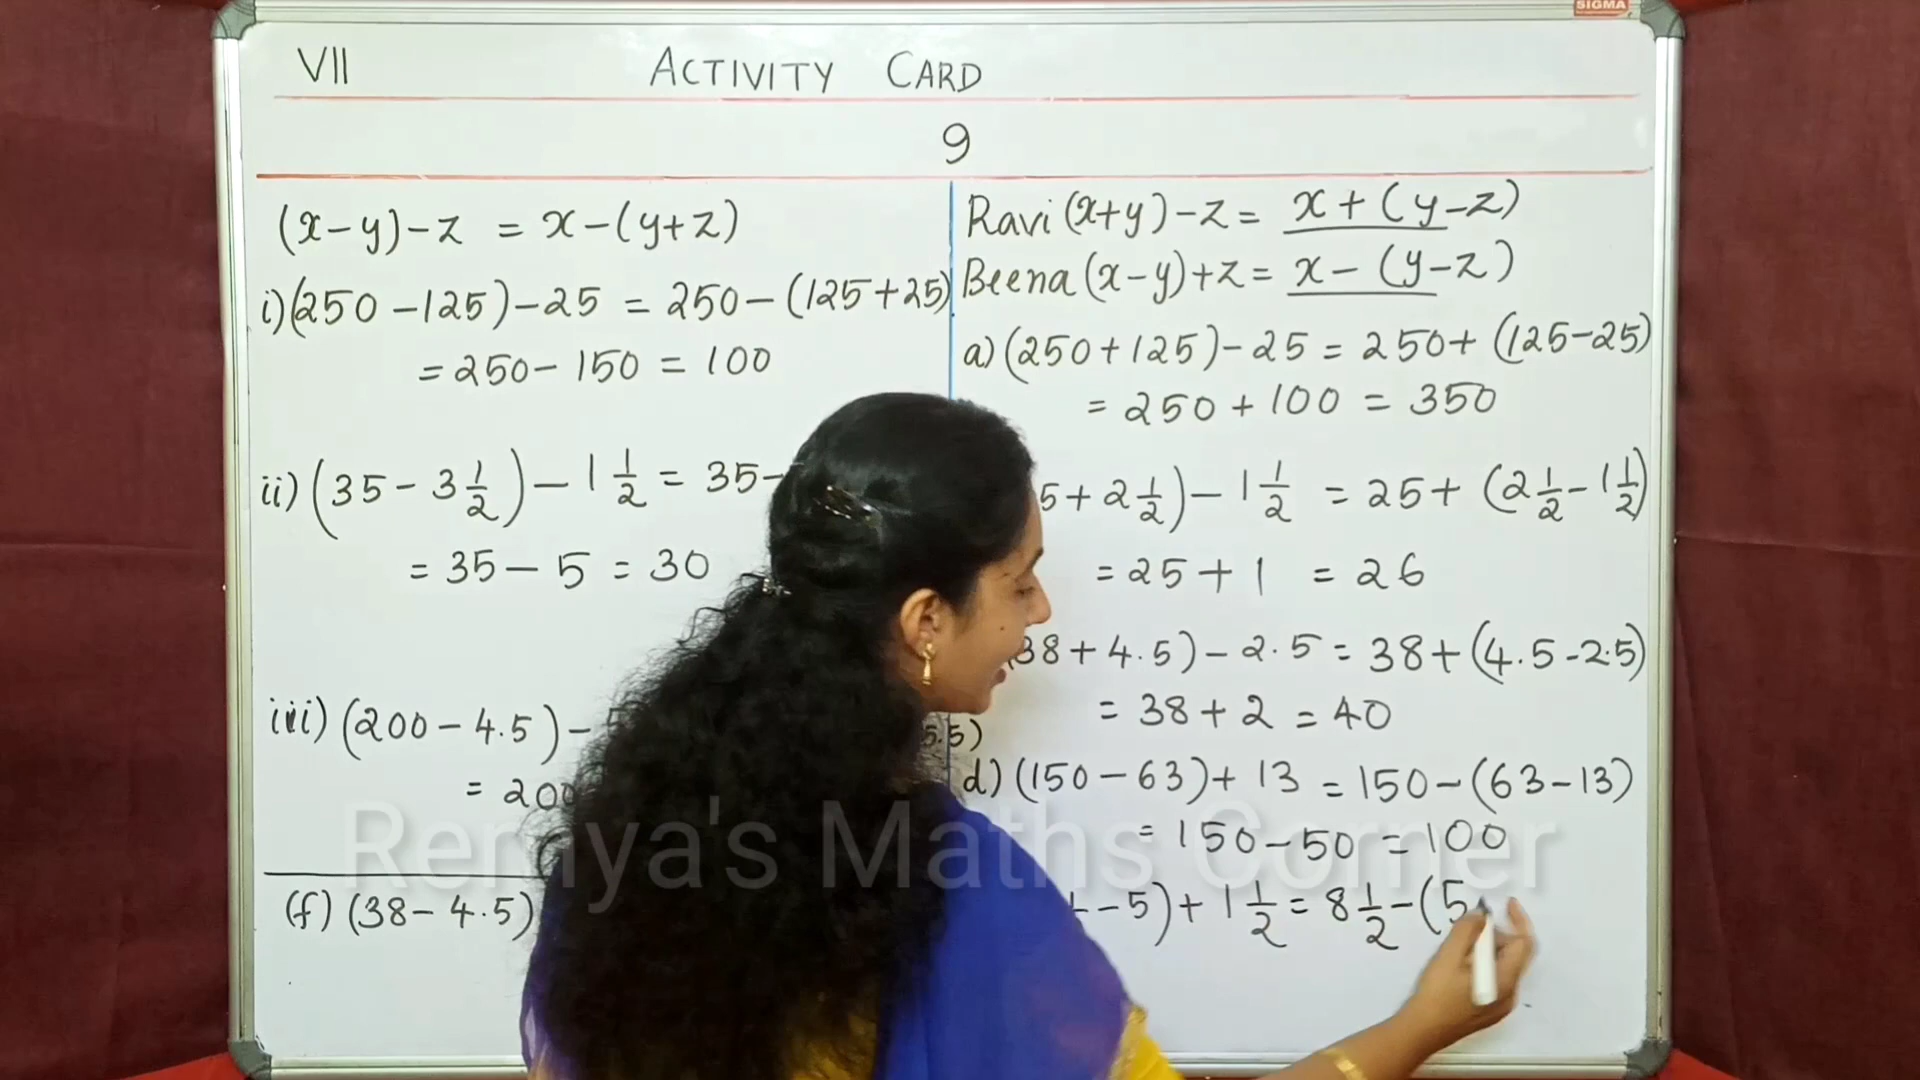 SIGMA
VII ACTIVITY CARD
9
(x-y)-z = x-(y+z)
i) (250-125)-25 = 250-(125+25)
= 250-150 = 100
ii) (35-3 1/2)-1 1/2 = 35-
= 35-5 = 30
iii) (200-4.5)-
5.5)
= 200
(f) (38-4.5)
Ravi (x+y)-z = x+(y-z)
Beena (x-y)+z = x-(y-z)
a) (250+125)-25 = 250+(125-25)
= 250+100 = 350
5+2 1/2)-1 1/2 = 25+(2 1/2-1 1/2)
= 25+1 = 26
38+4.5)-2.5 = 38+(4.5-2.5)
= 38+2 = 40
d) (150-63)+13 = 150-(63-13)
= 150-50 = 100
-5)+1 1/2 = 8 1/2-(5
Remya's Maths Corner